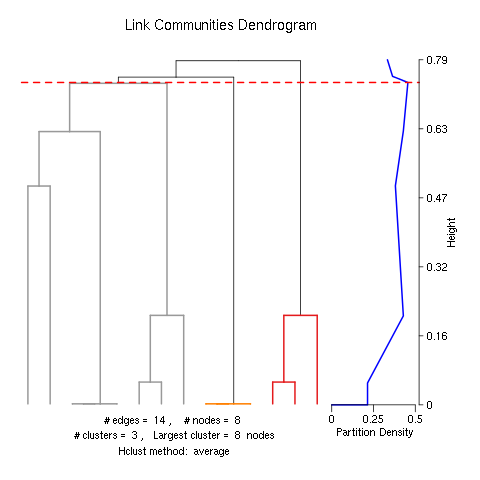 Link Communities Dendrogram
0.79
0.63
0.47
0.32
0.16
0
Height
0 0.25 0.5
Partition Density
# edges = 14 , # nodes = 8
# clusters = 3 , Largest cluster = 8 nodes
Hclust method: average